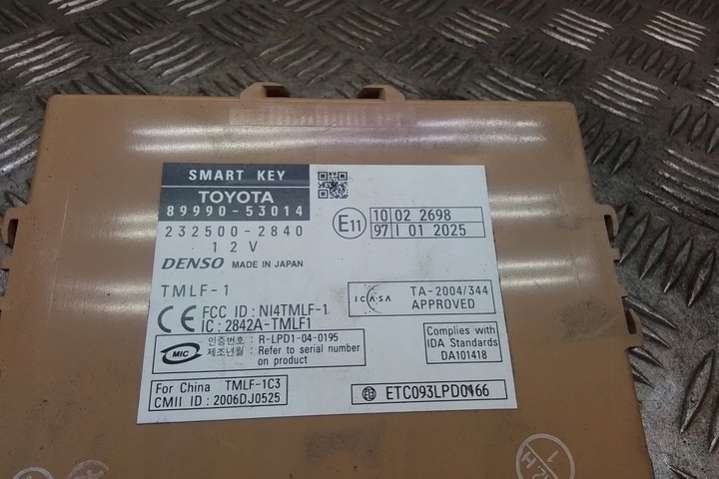 SMART KEY
TOYOTA
89990-53014
232500-2840
12V
DENSO MADE IN JAPAN
E11
10 02 2698
97 I 01 2025
TMLF-1
ICASA
TA-2004/344
APPROVED
CE FCC ID : NI4TMLF-1
IC : 2842A-TMLF1
MIC
인증번호 : R-LPD1-04-0195
제조년월 : Refer to serial number
on product
Complies with
IDA Standards
DA101418
For China TMLF-1C3
CMII ID : 2006DJ0525
ETC093LPD0166